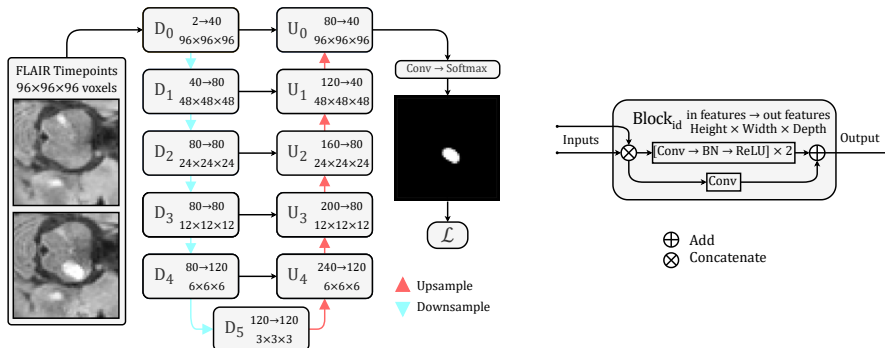 FLAIR Timepoints
96×96×96 voxels
D₀ 2→40
96×96×96
U₀ 80→40
96×96×96
D₁ 40→80
48×48×48
U₁ 120→40
48×48×48
D₂ 80→80
24×24×24
U₂ 160→80
24×24×24
D₃ 80→80
12×12×12
U₃ 200→80
12×12×12
D₄ 80→120
6×6×6
U₄ 240→120
6×6×6
D₅ 120→120
3×3×3
Conv → Softmax
ℒ
Upsample
Downsample
Inputs
Block_id in features → out features
Height × Width × Depth
[Conv → BN → ReLU] × 2
Conv
Output
⊕ Add
⊗ Concatenate